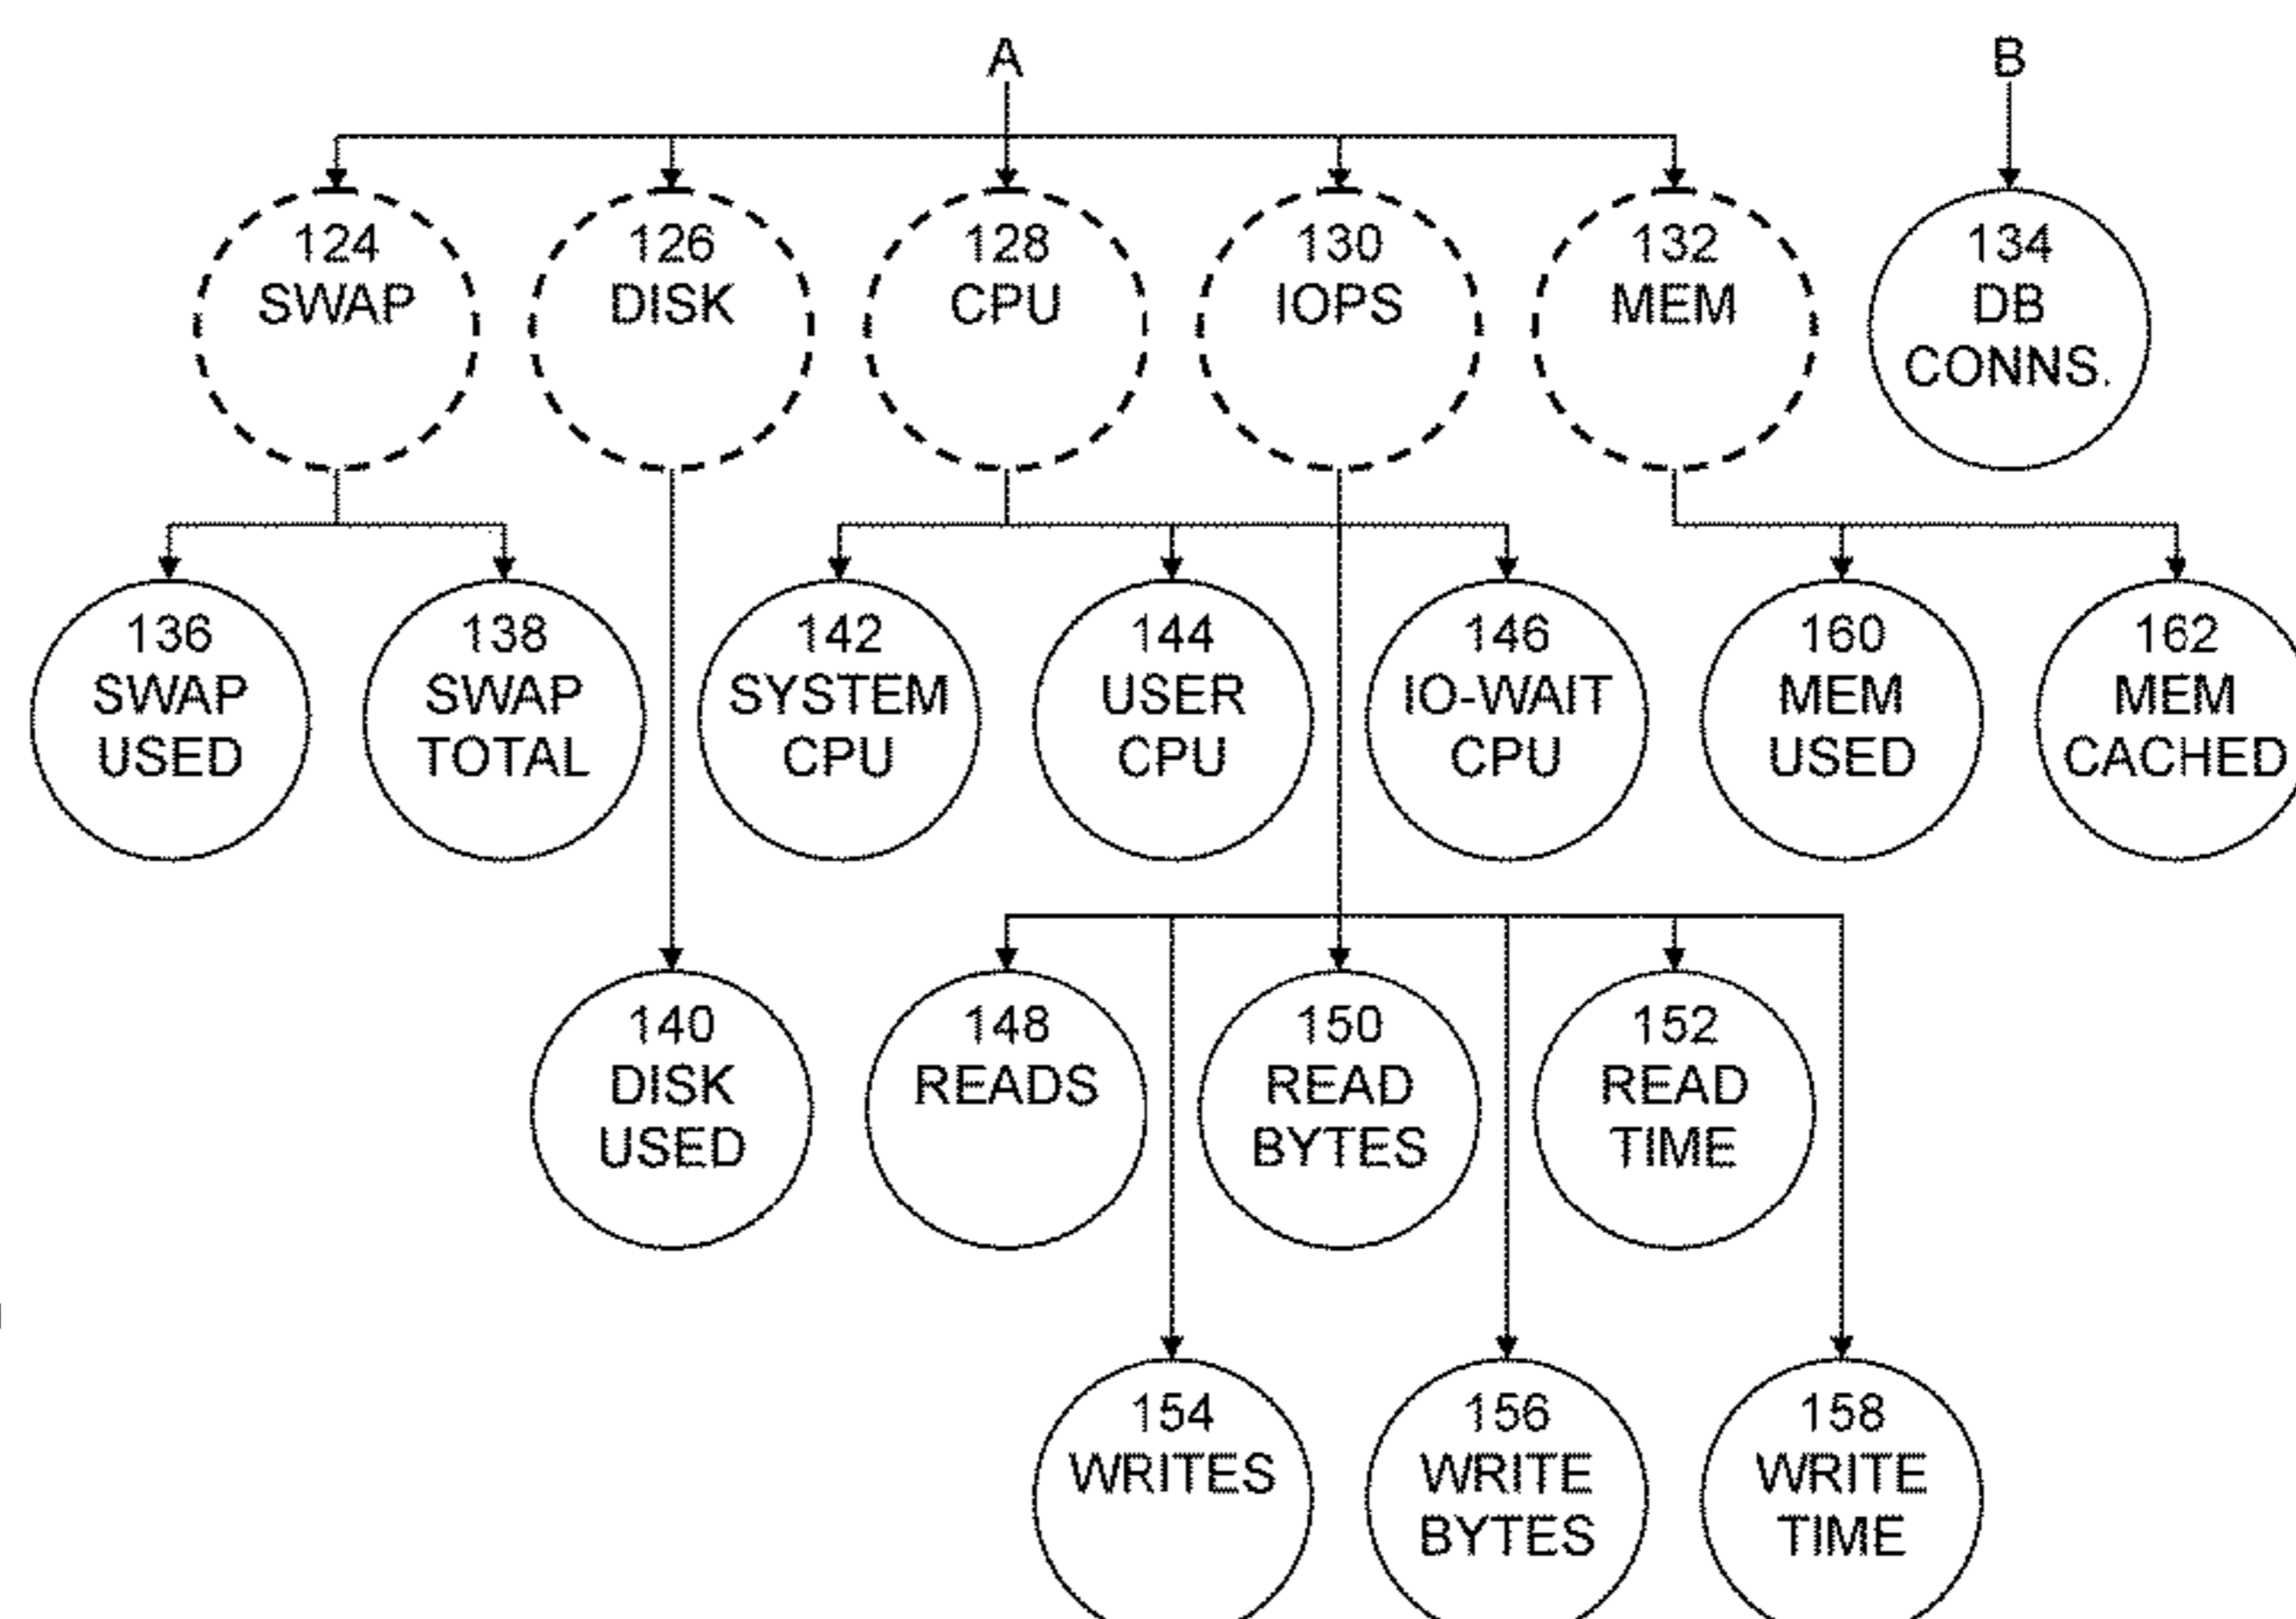 A
B
124
SWAP
126
DISK
128
CPU
130
IOPS
132
MEM
134
DB
CONNS.
136
SWAP
USED
138
SWAP
TOTAL
142
SYSTEM
CPU
144
USER
CPU
146
IO-WAIT
CPU
160
MEM
USED
162
MEM
CACHED
140
DISK
USED
148
READS
150
READ
BYTES
152
READ
TIME
154
WRITES
156
WRITE
BYTES
158
WRITE
TIME